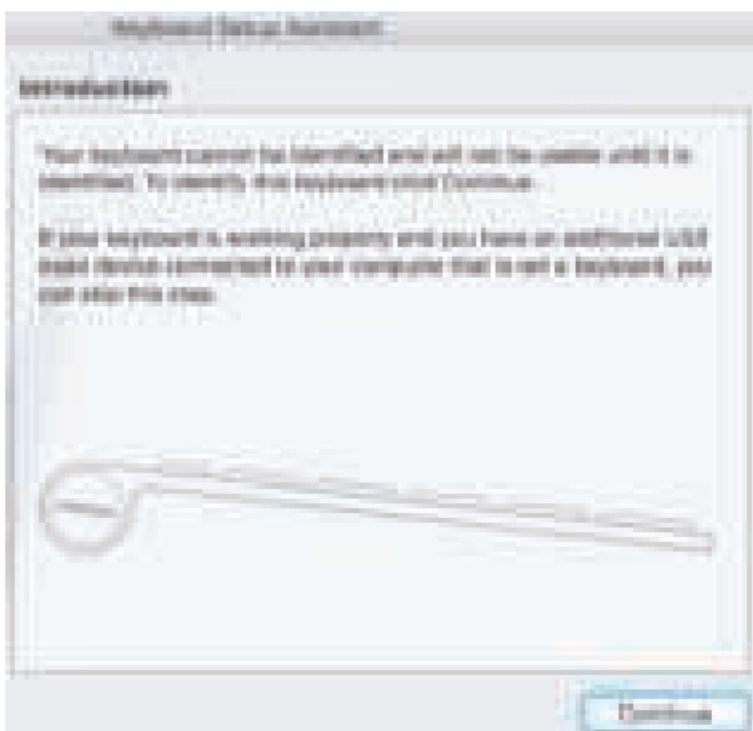 Keyboard Setup Assistant
Introduction
Your keyboard cannot be identified and will not be usable until it is
identified. To identify this keyboard click Continue.
If your keyboard is working properly and you have an additional USB
device connected to your computer that is not a keyboard, you
can skip this step.
Continue